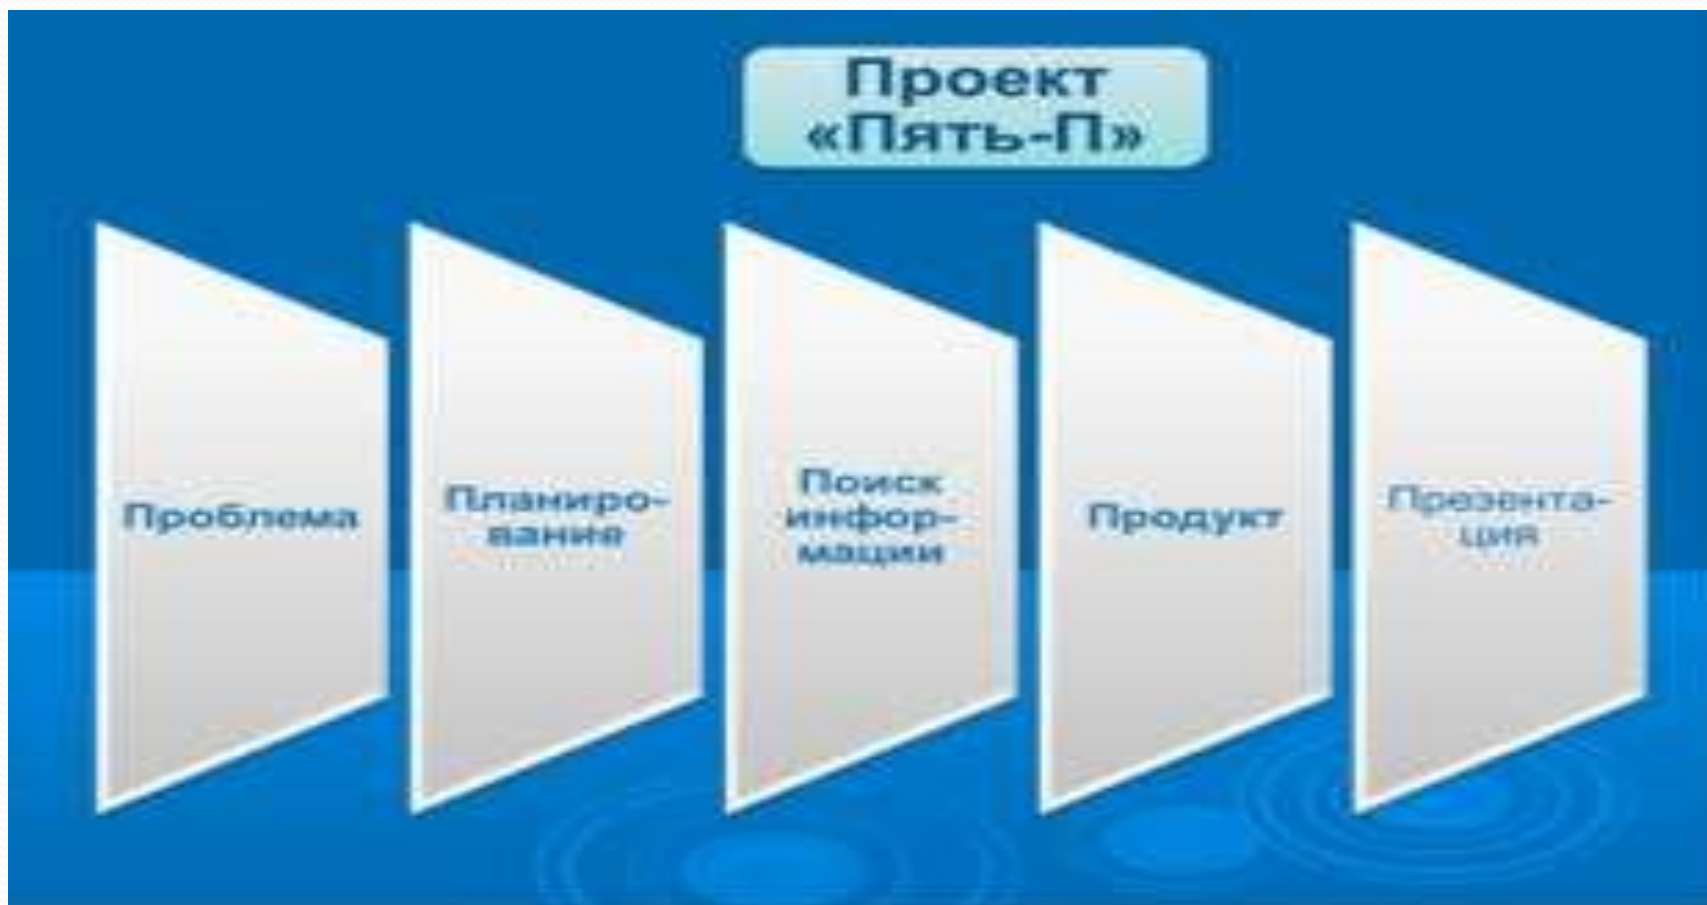 Проект
«Пять-П»
Проблема
Планиро-
вание
Поиск
инфор-
мации
Продукт
Презента-
ция